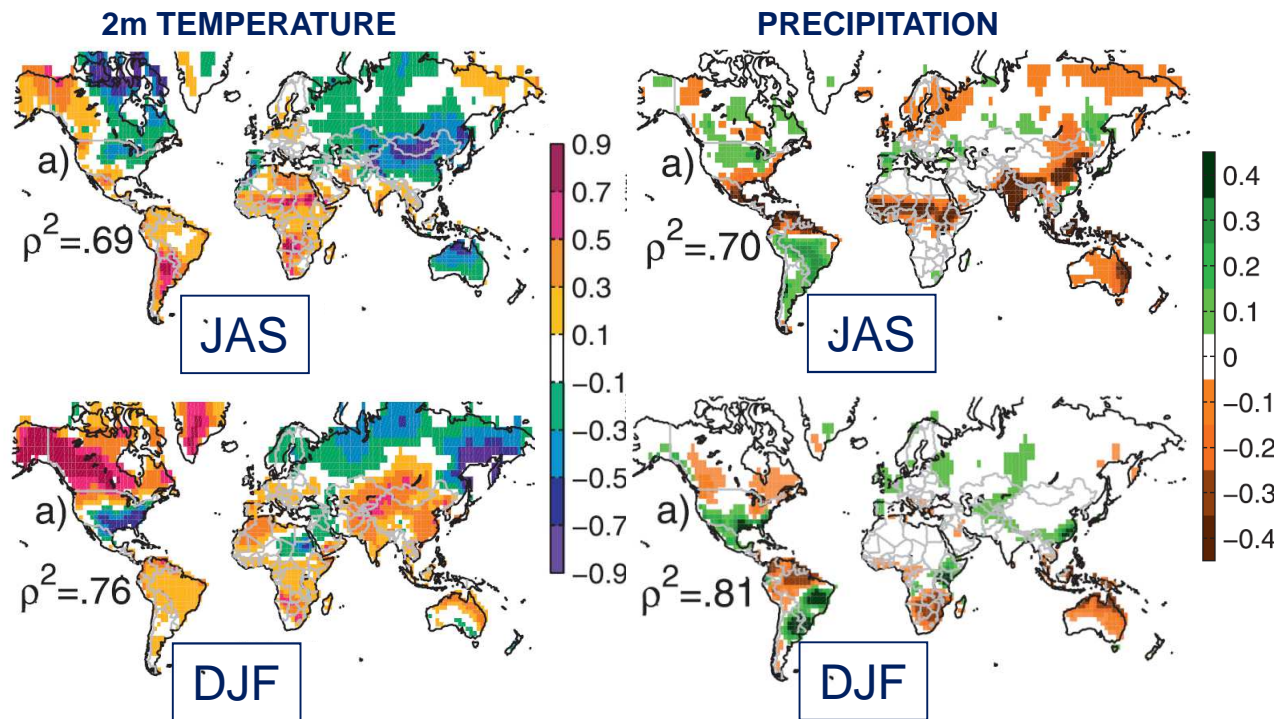 2m TEMPERATURE
PRECIPITATION
a)
ρ²=.69
JAS
a)
ρ²=.76
DJF
0.9
0.7
0.5
0.3
0.1
−0.1
−0.3
−0.5
−0.7
−0.9
a)
ρ²=.70
JAS
a)
ρ²=.81
DJF
0.4
0.3
0.2
0.1
0
−0.1
−0.2
−0.3
−0.4